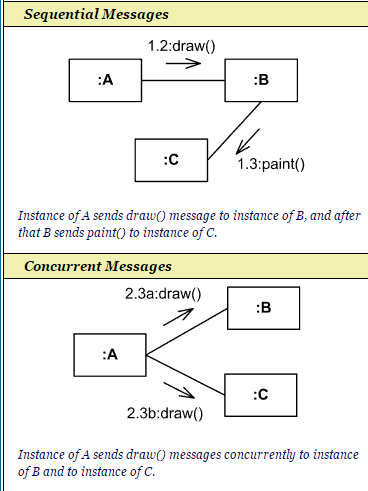 Sequential Messages
1.2:draw()
:A
:B
:C
1.3:paint()
Instance of A sends draw() message to instance of B, and after
that B sends paint() to instance of C.
Concurrent Messages
2.3a:draw()
:B
:A
:C
2.3b:draw()
Instance of A sends draw() messages concurrently to instance
of B and to instance of C.